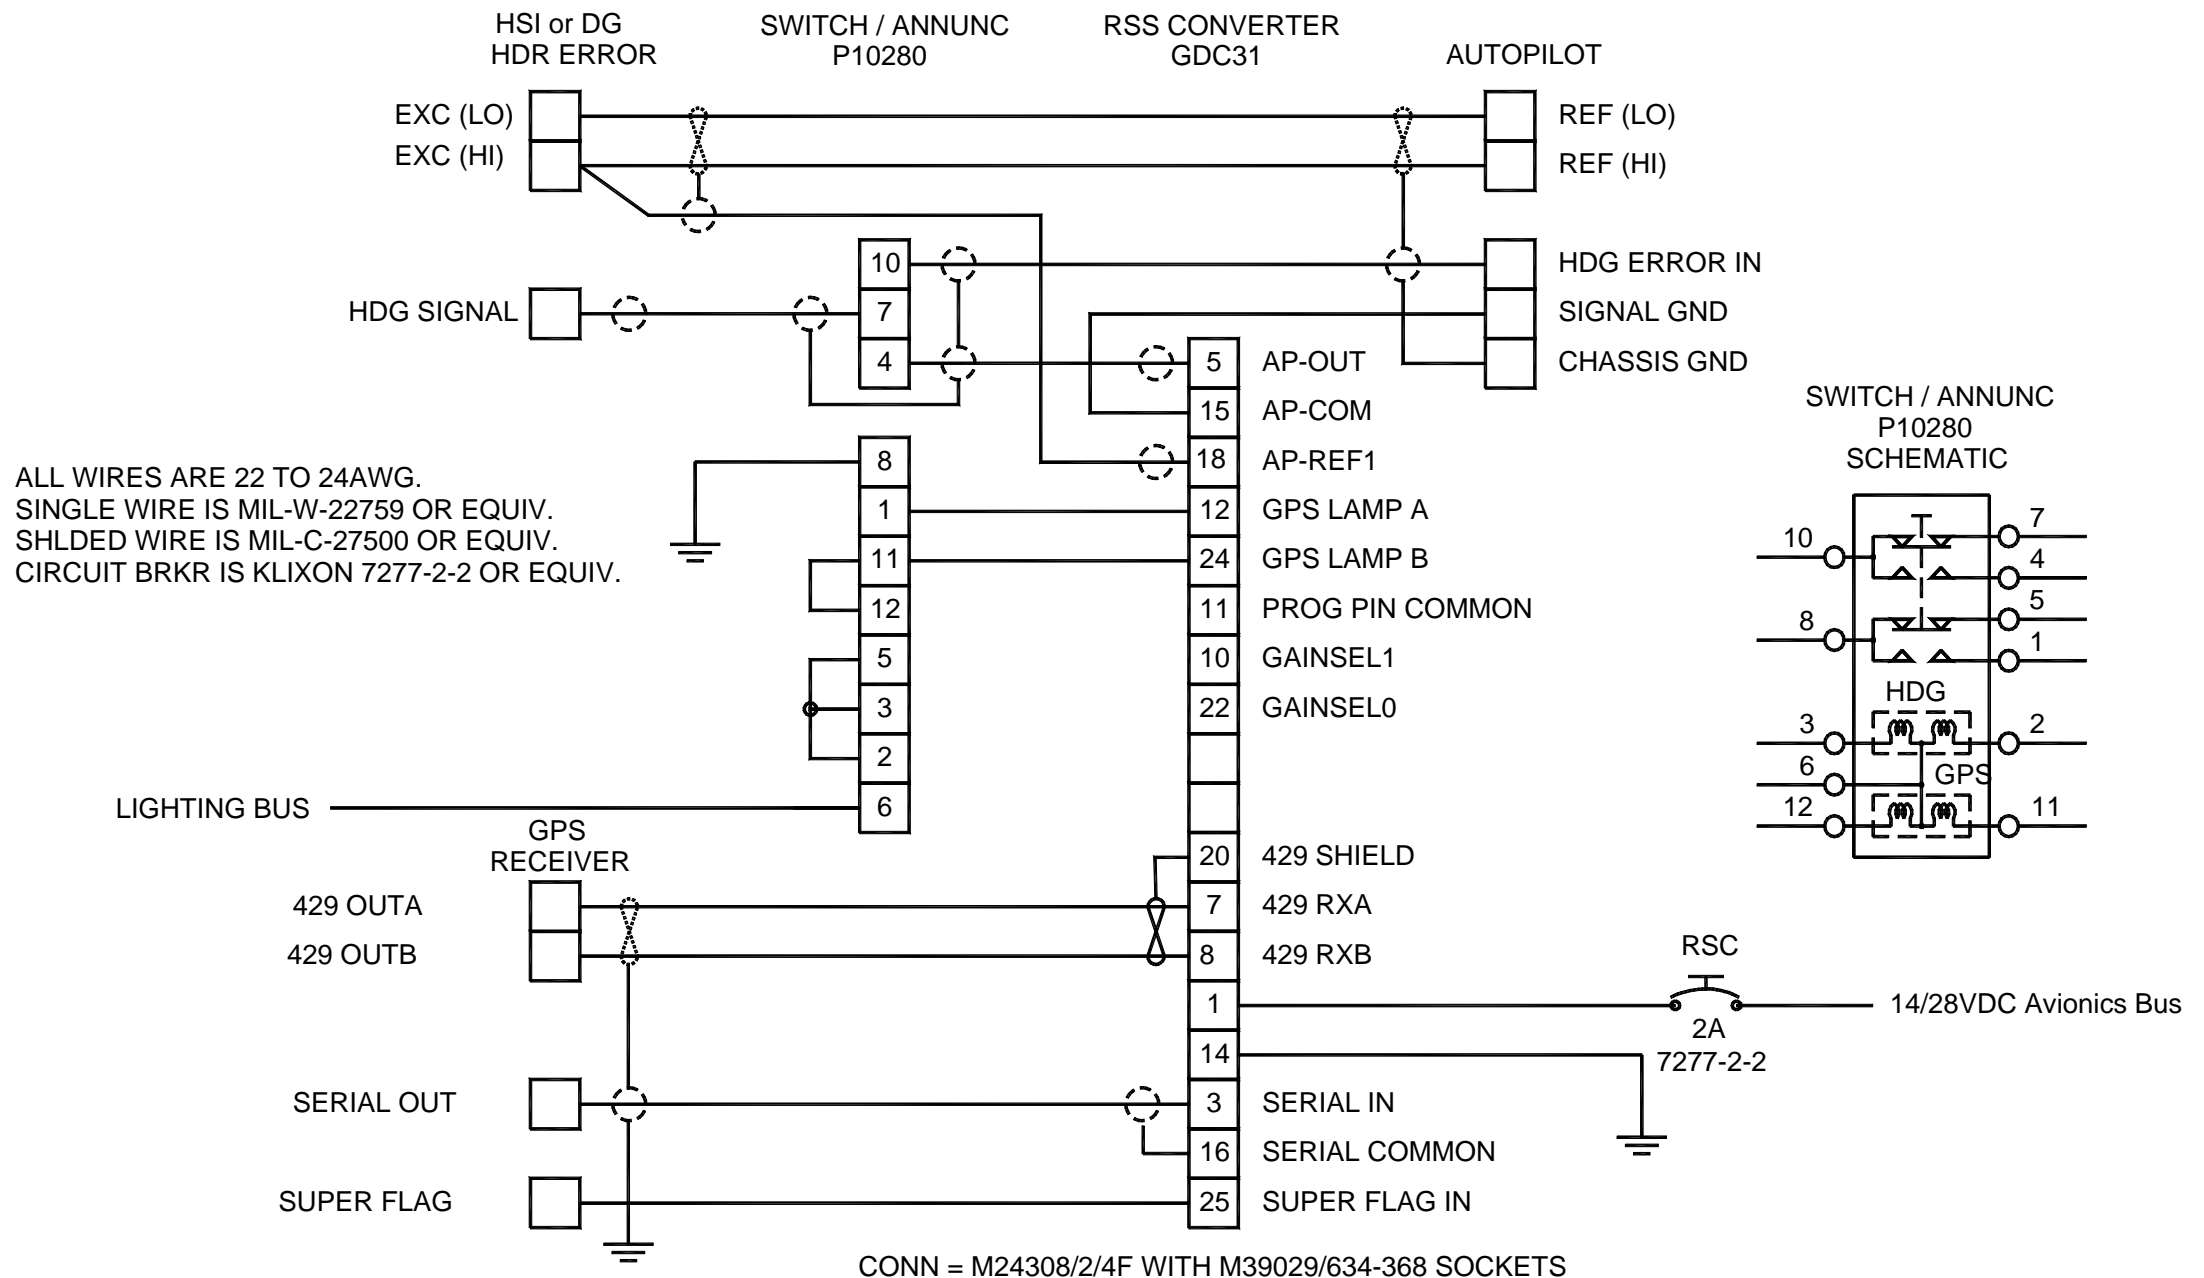 HSI or DG
HDR ERROR
SWITCH / ANNUNC
P10280
RSS CONVERTER
GDC31
AUTOPILOT
EXC (LO)
REF (LO)
EXC (HI)
REF (HI)
10
HDG ERROR IN
HDG SIGNAL
7
SIGNAL GND
4
5
AP-OUT
CHASSIS GND
15
AP-COM
8
18
AP-REF1
1
12
GPS LAMP A
11
24
GPS LAMP B
12
11
PROG PIN COMMON
5
10
GAINSEL1
3
22
GAINSEL0
2
LIGHTING BUS
6
ALL WIRES ARE 22 TO 24AWG.
SINGLE WIRE IS MIL-W-22759 OR EQUIV.
SHLDED WIRE IS MIL-C-27500 OR EQUIV.
CIRCUIT BRKR IS KLIXON 7277-2-2 OR EQUIV.
SWITCH / ANNUNC
P10280
SCHEMATIC
10
7
4
8
5
1
HDG
3
2
6
GPS
12
11
GPS
RECEIVER
20
429 SHIELD
429 OUTA
7
429 RXA
429 OUTB
8
429 RXB
1
RSC
2A
7277-2-2
14/28VDC Avionics Bus
14
SERIAL OUT
3
SERIAL IN
16
SERIAL COMMON
SUPER FLAG
25
SUPER FLAG IN
CONN = M24308/2/4F WITH M39029/634-368 SOCKETS